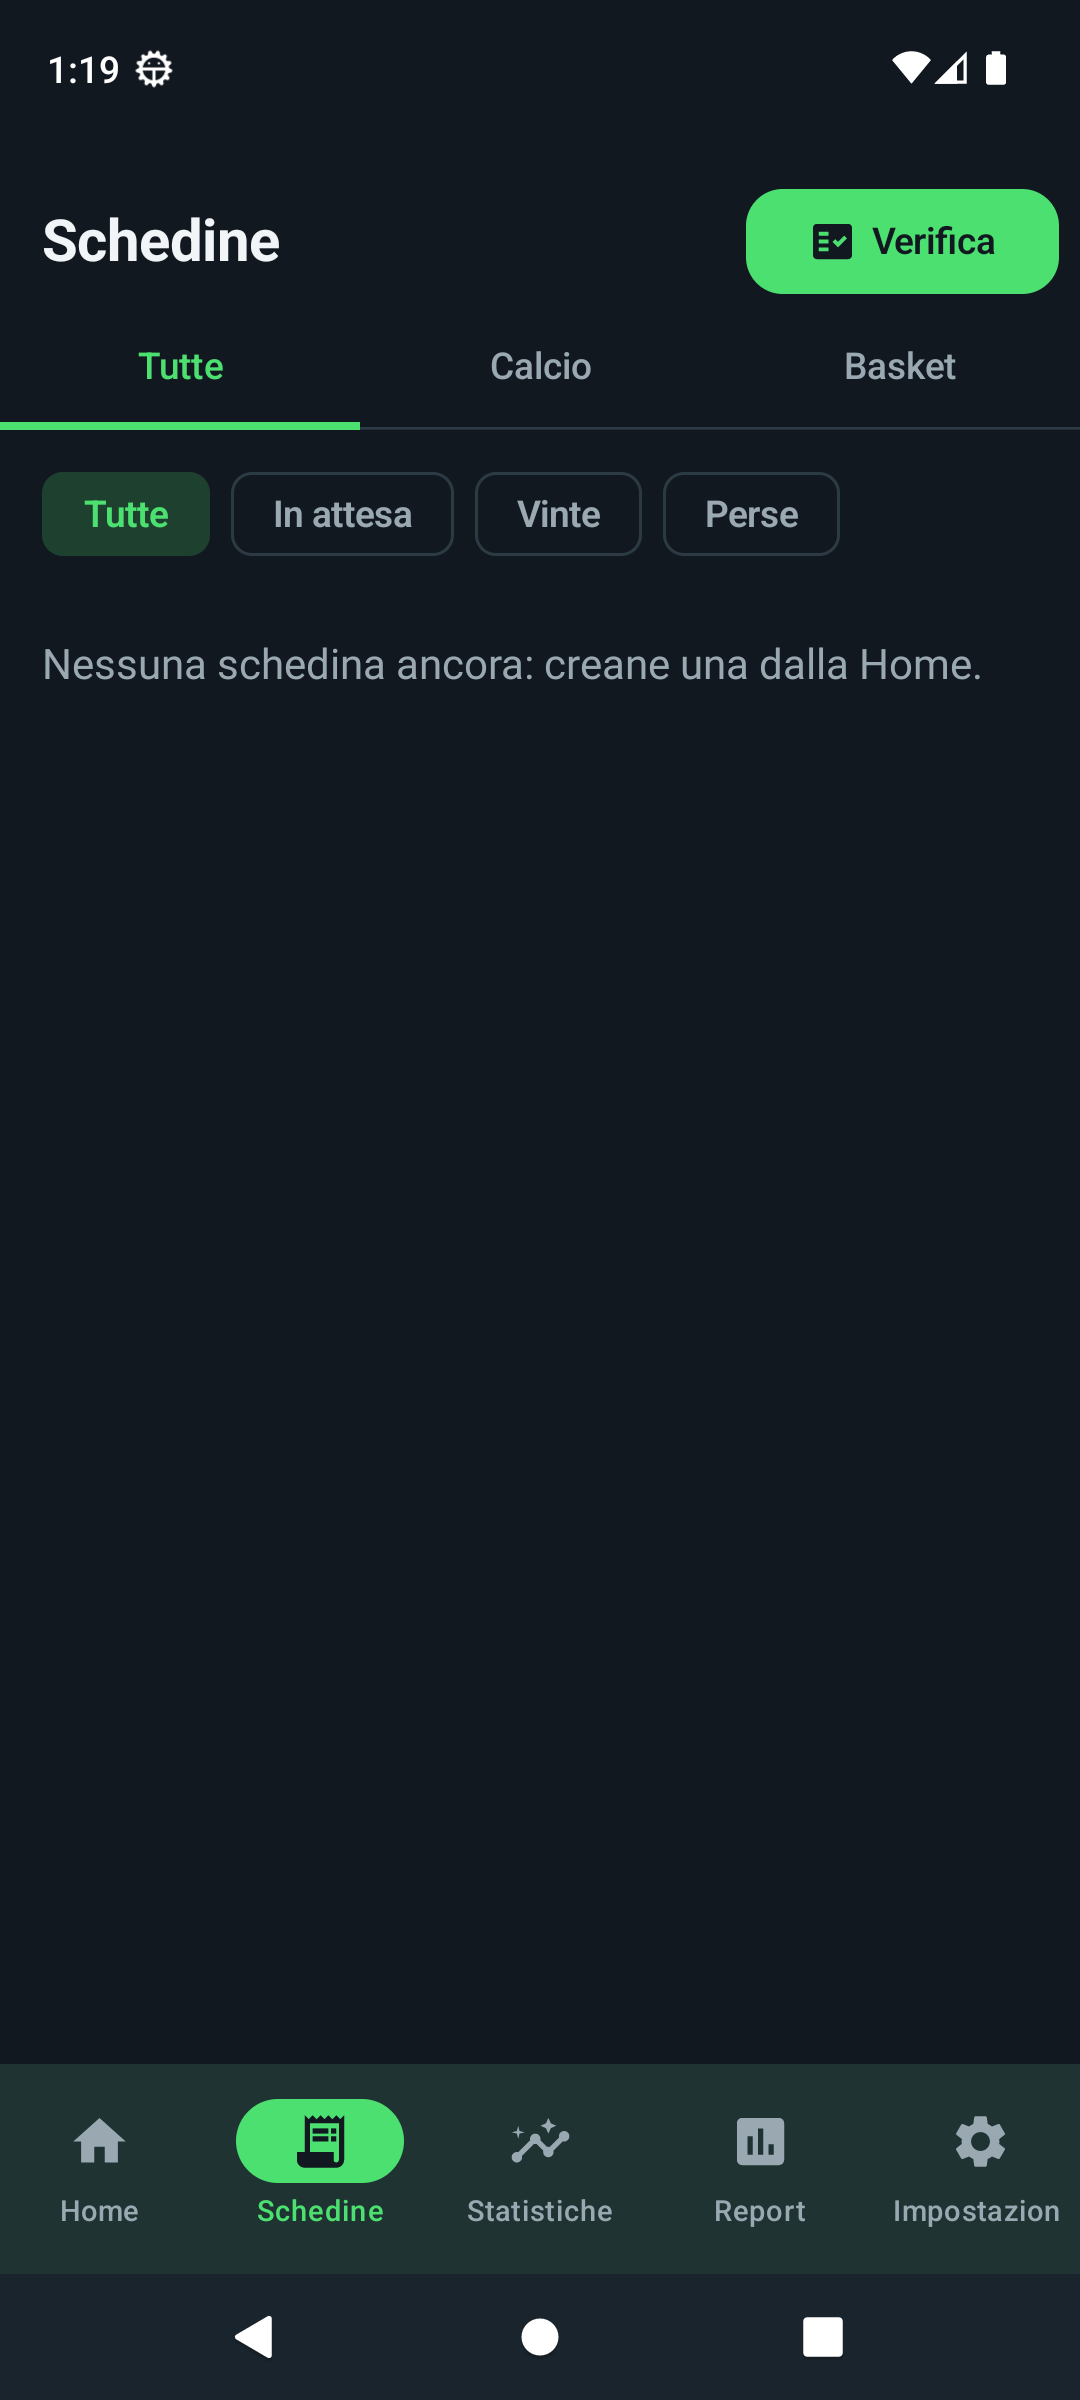 1:19
Schedine
Verifica
Tutte
Calcio
Basket
Tutte
In attesa
Vinte
Perse
Nessuna schedina ancora: creane una dalla Home.
Home
Schedine
Statistiche
Report
Impostazion